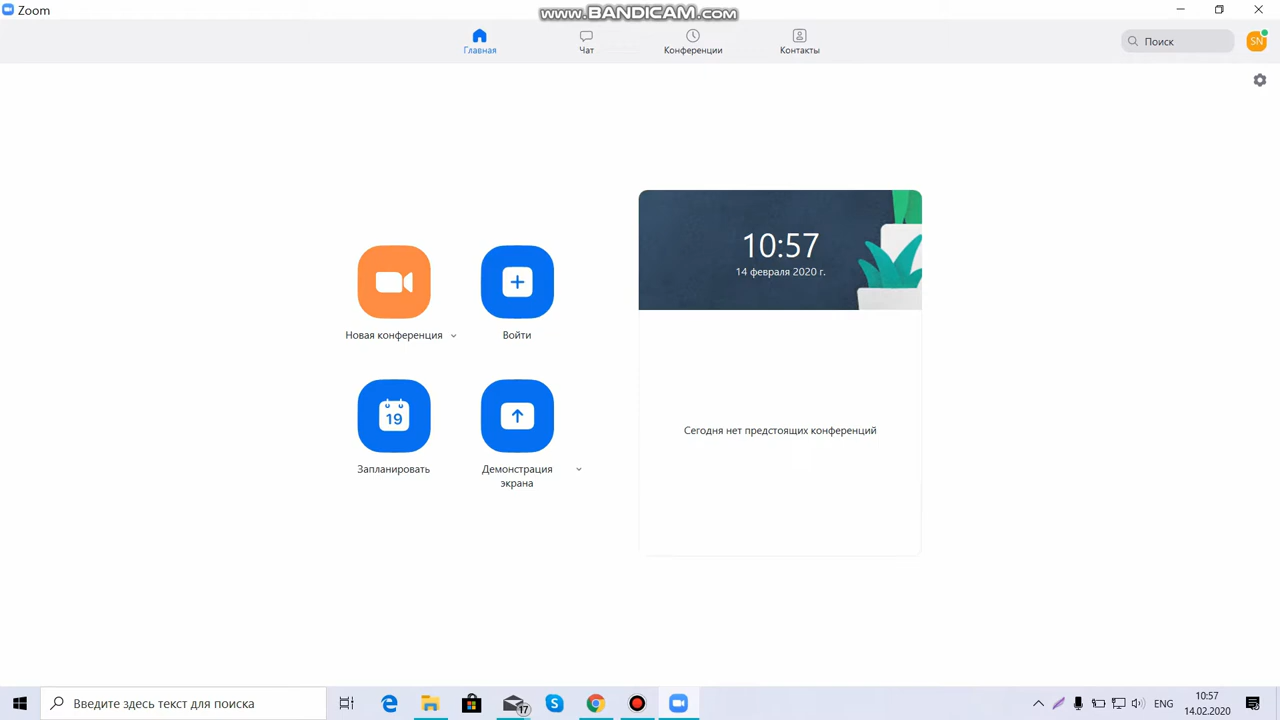 Zoom
www.BANDICAM.com
Главная
Чат
Конференции
Контакты
Поиск
SN
10:57
14 февраля 2020 г.
Новая конференция
Войти
19
Запланировать
Демонстрация
экрана
Сегодня нет предстоящих конференций
Введите здесь текст для поиска
17
ENG
10:57
14.02.2020